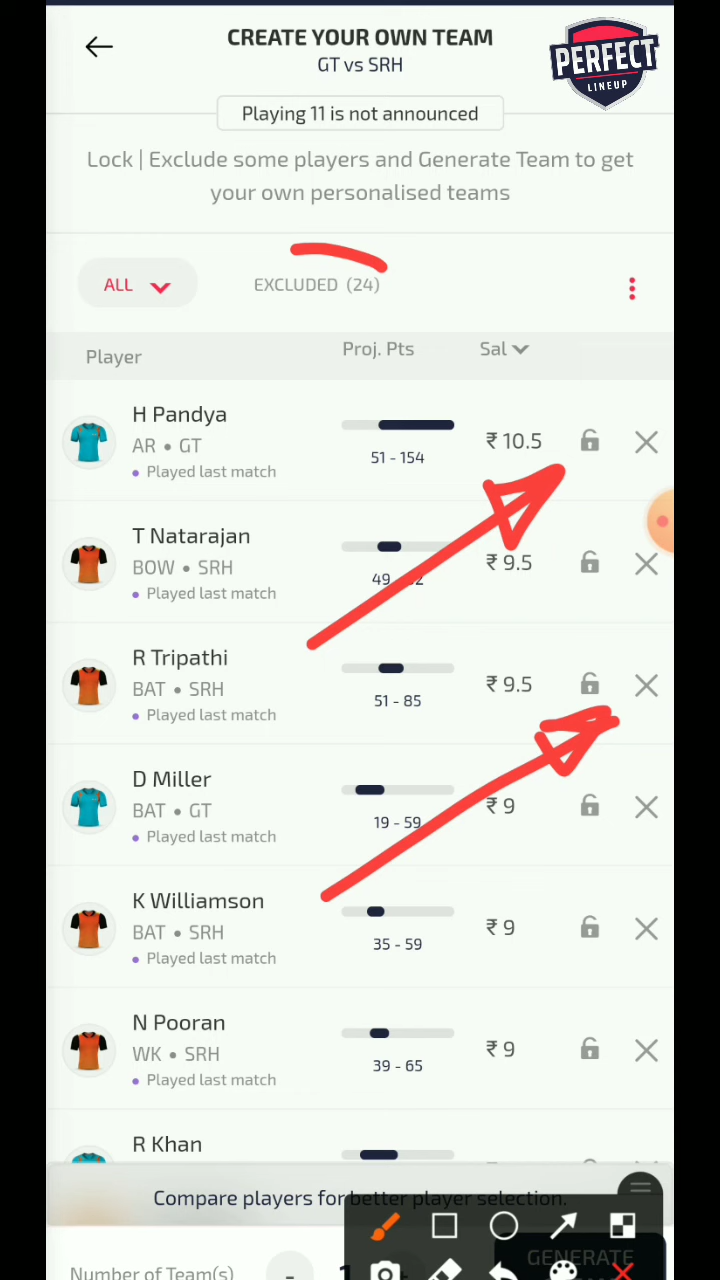 CREATE YOUR OWN TEAM
GT vs SRH
PERFECT
LINEUP
Playing 11 is not announced
Lock | Exclude some players and Generate Team to get
your own personalised teams
ALL
EXCLUDED (24)
Player Proj. Pts Sal
H Pandya
AR • GT
Played last match
51 - 154
₹ 10.5
T Natarajan
BOW • SRH
Played last match
49
₹ 9.5
R Tripathi
BAT • SRH
Played last match
51 - 85
₹ 9.5
D Miller
BAT • GT
Played last match
19 - 59
₹ 9
K Williamson
BAT • SRH
Played last match
35 - 59
₹ 9
N Pooran
WK • SRH
Played last match
39 - 65
₹ 9
R Khan
Compare players for better player selection.
Number of Team(s)
- 1
GENERATE